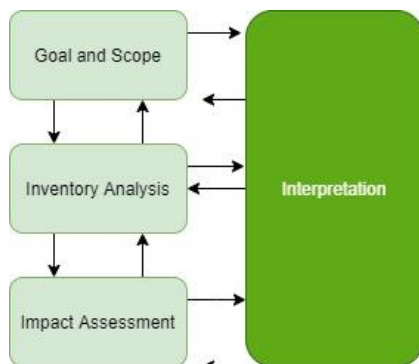 Goal and Scope
Inventory Analysis
Interpretation
Impact Assessment